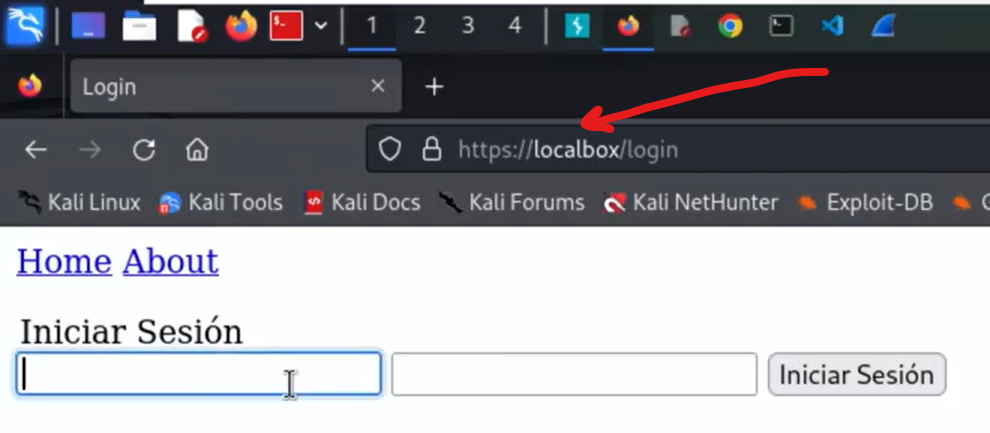 1 2 3 4
Login
https://localbox/login
Kali Linux Kali Tools Kali Docs Kali Forums Kali NetHunter Exploit-DB
Home About
Iniciar Sesión
Iniciar Sesión